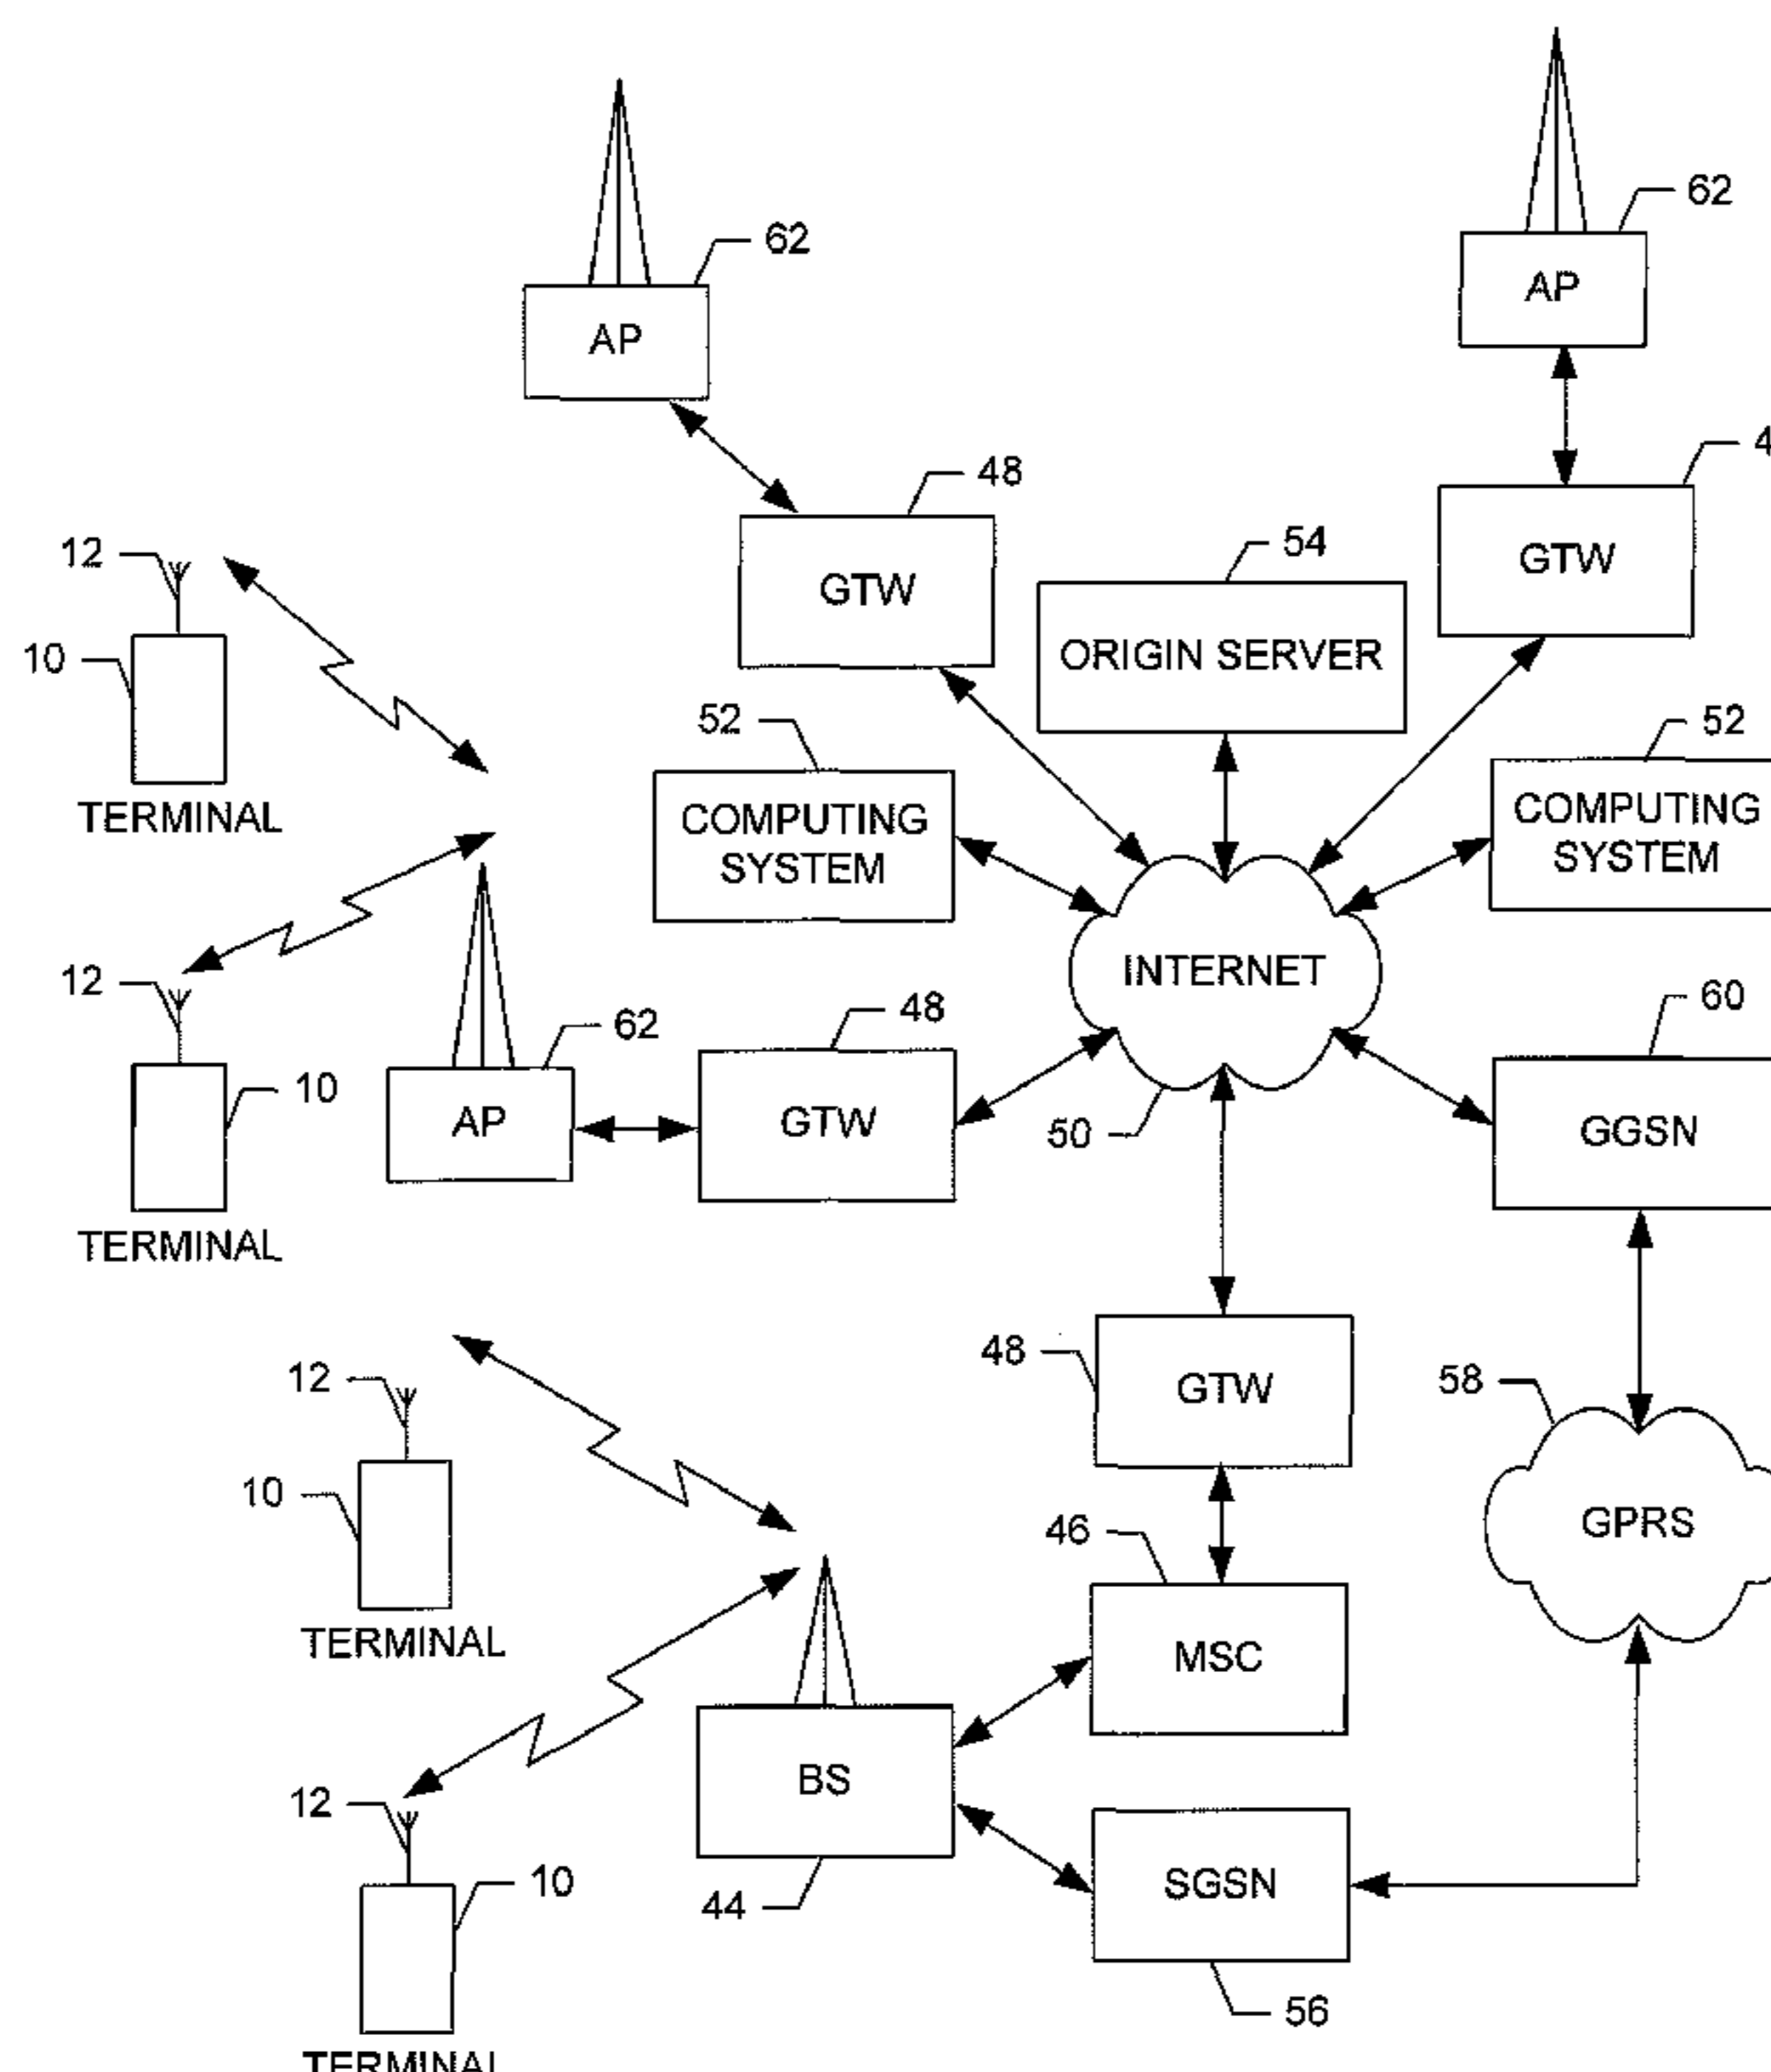 62
AP
62
AP
48
GTW
4
GTW
54
ORIGIN SERVER
12
10
TERMINAL
52
COMPUTING
SYSTEM
52
COMPUTING
SYSTEM
INTERNET
50
12
10
TERMINAL
62
AP
48
GTW
60
GGSN
48
GTW
58
GPRS
12
10
TERMINAL
46
MSC
BS
44
12
10
TERMINAL
SGSN
56